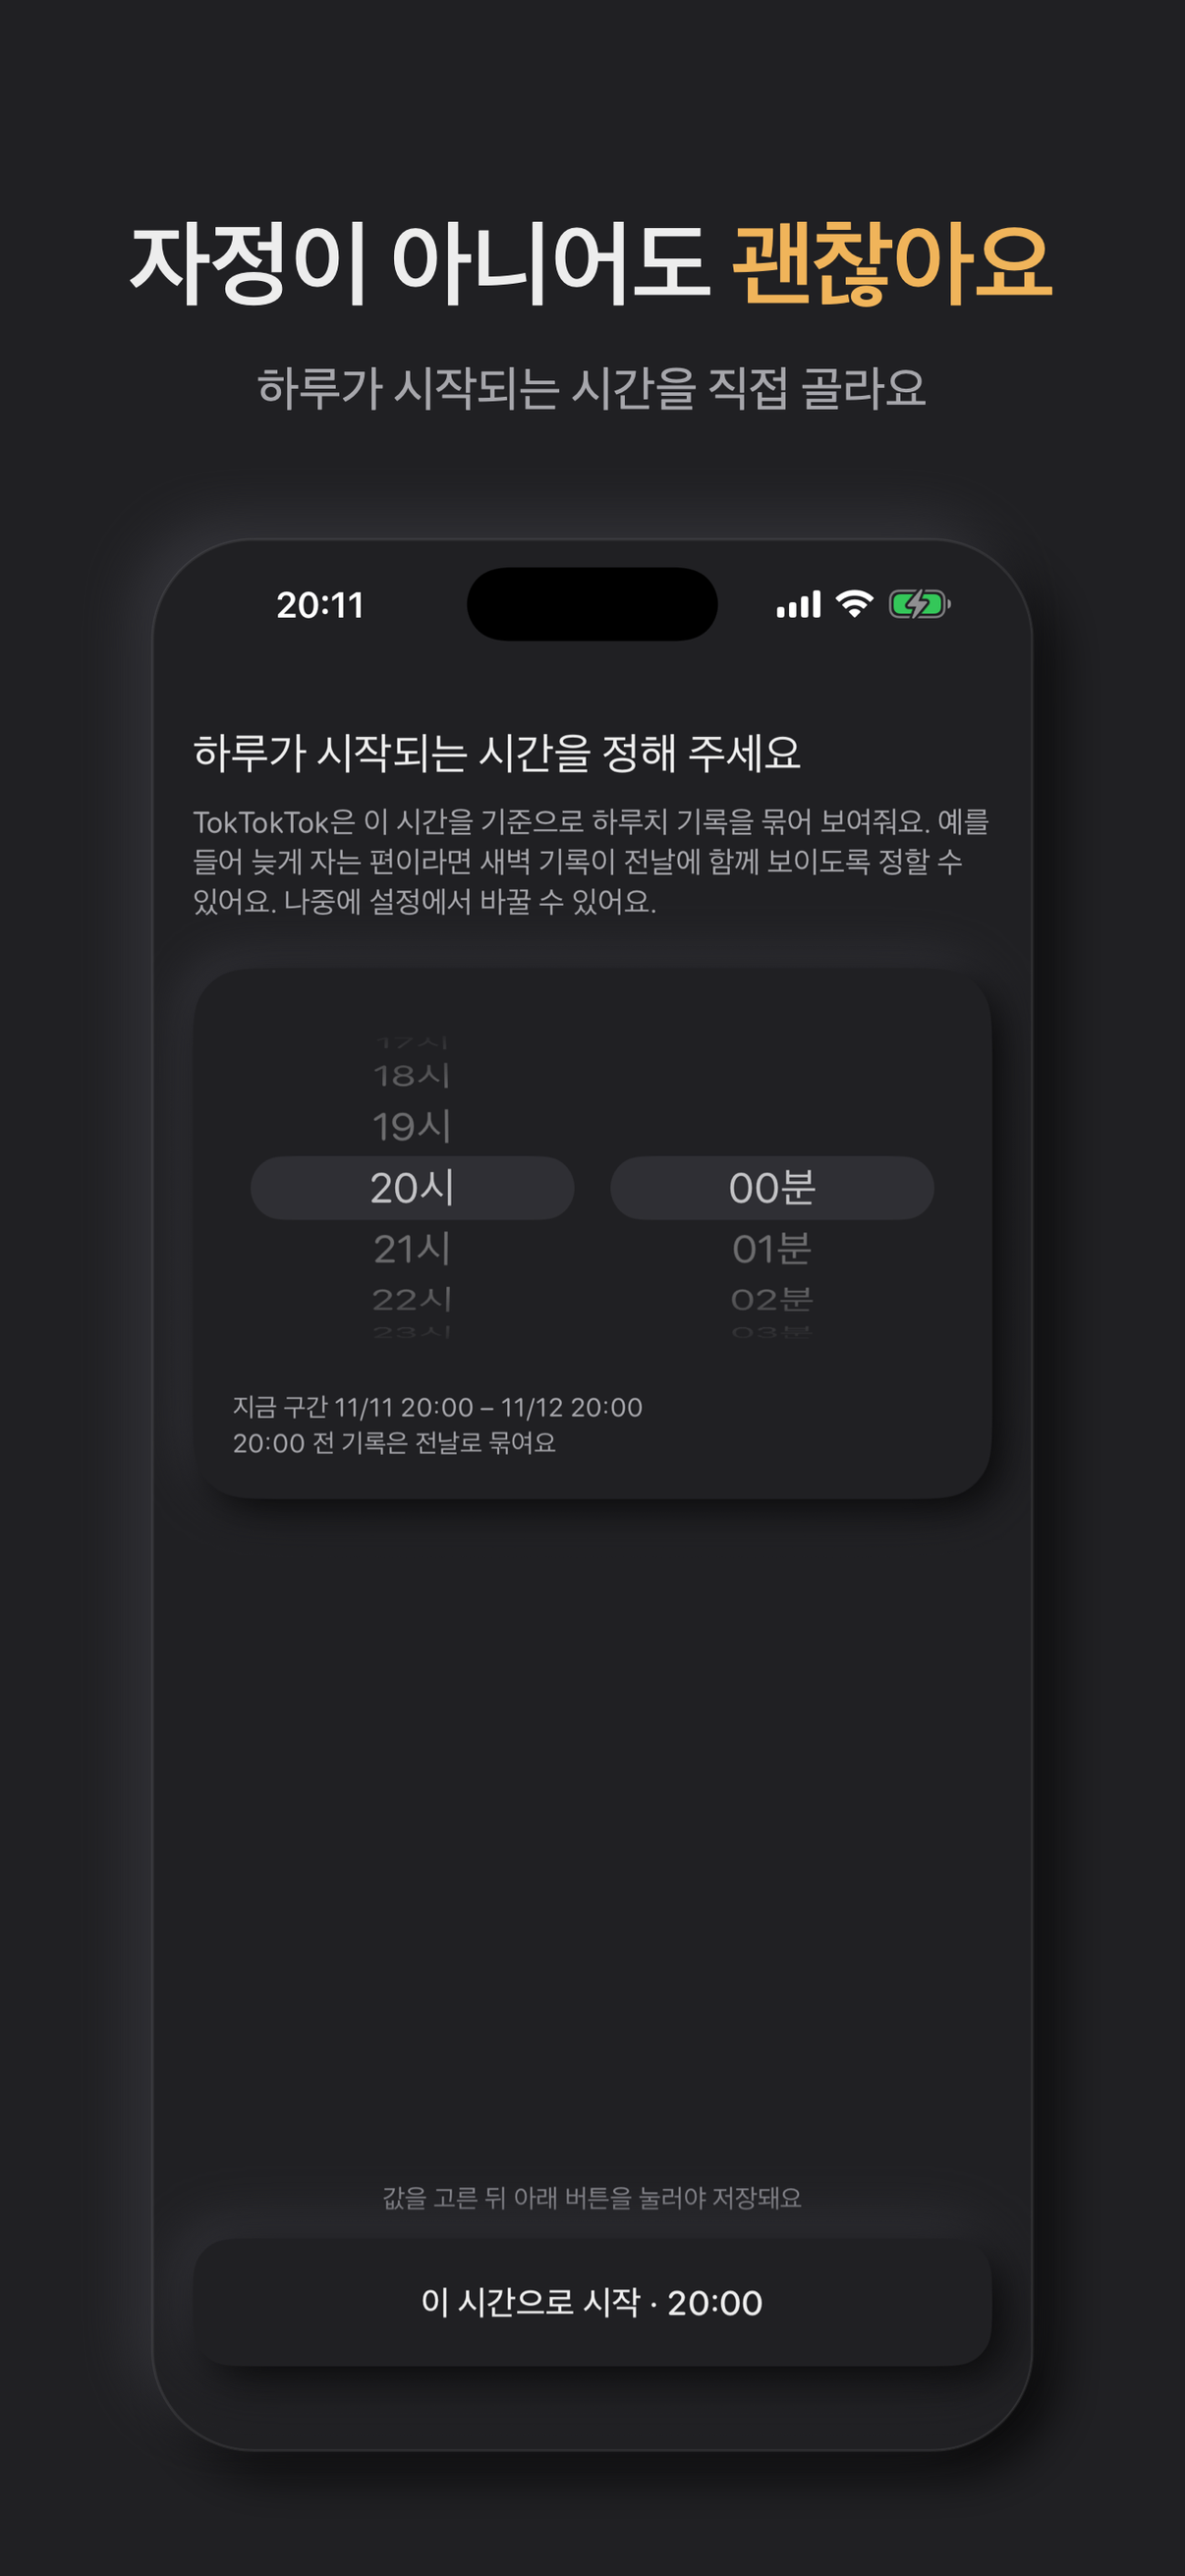 자정이 아니어도 괜찮아요
하루가 시작되는 시간을 직접 골라요
20:11
하루가 시작되는 시간을 정해 주세요
TokTokTok은 이 시간을 기준으로 하루치 기록을 묶어 보여줘요. 예를
들어 늦게 자는 편이라면 새벽 기록이 전날에 함께 보이도록 정할 수
있어요. 나중에 설정에서 바꿀 수 있어요.
17시
18시
19시
20시 00분
21시 01분
22시 02분
23시 03분
지금 구간 11/11 20:00 – 11/12 20:00
20:00 전 기록은 전날로 묶여요
값을 고른 뒤 아래 버튼을 눌러야 저장돼요
이 시간으로 시작 · 20:00